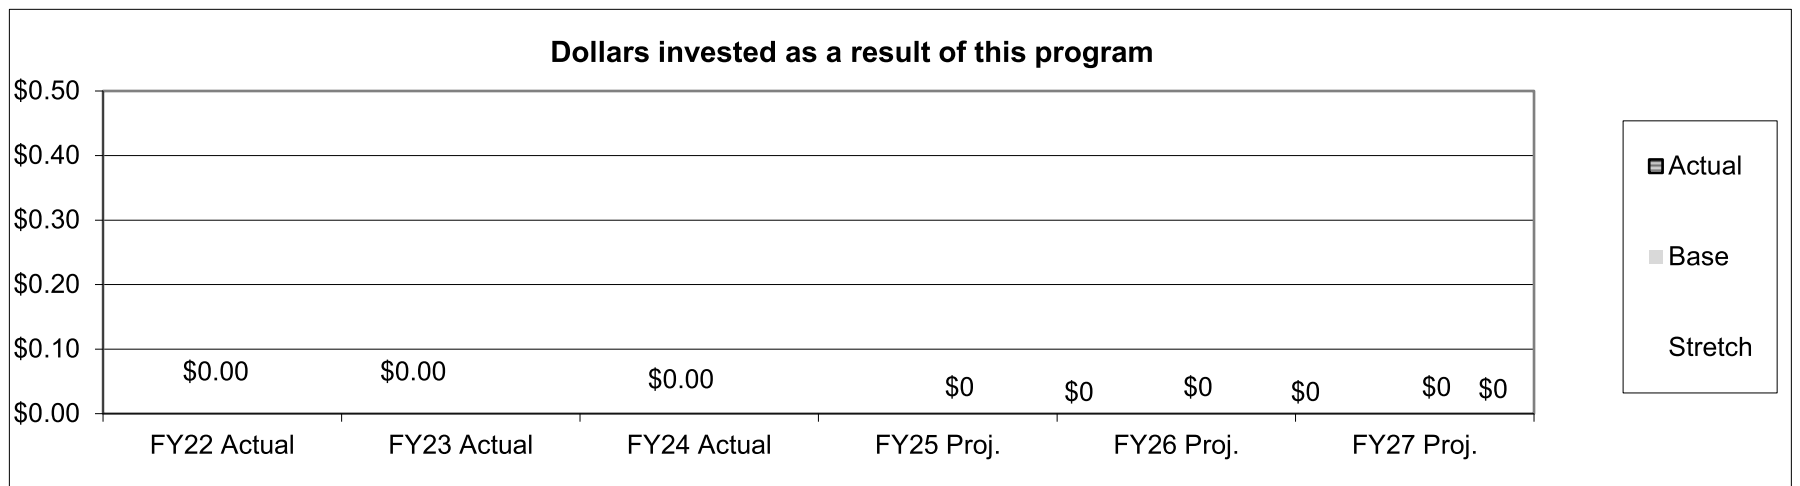 Dollars invested as a result of this program
$0.50
$0.40
$0.30
$0.20
$0.10
$0.00
$0.00 $0.00 $0.00 $0 $0 $0 $0 $0 $0
FY22 Actual FY23 Actual FY24 Actual FY25 Proj. FY26 Proj. FY27 Proj.
Actual
Base
Stretch